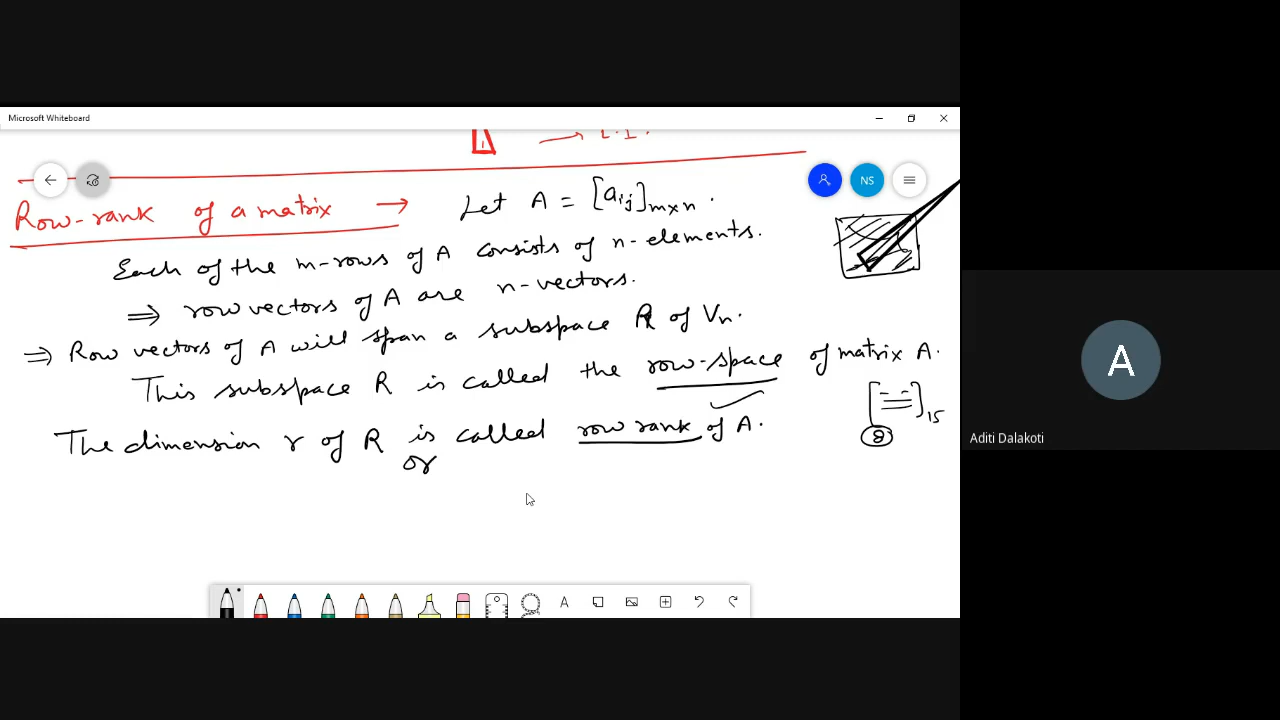 Microsoft Whiteboard
→ L.I.
NS
Row-rank of a matrix → Let A = [aij]m×n.
Each of the m-rows of A consists of n-elements.
⇒ row vectors of A are n-vectors.
⇒ Row vectors of A will span a subspace R of Vn.
This subspace R is called the row-space of matrix A.
15
The dimension r of R is called row rank of A.
or
A
Aditi Dalakoti
A